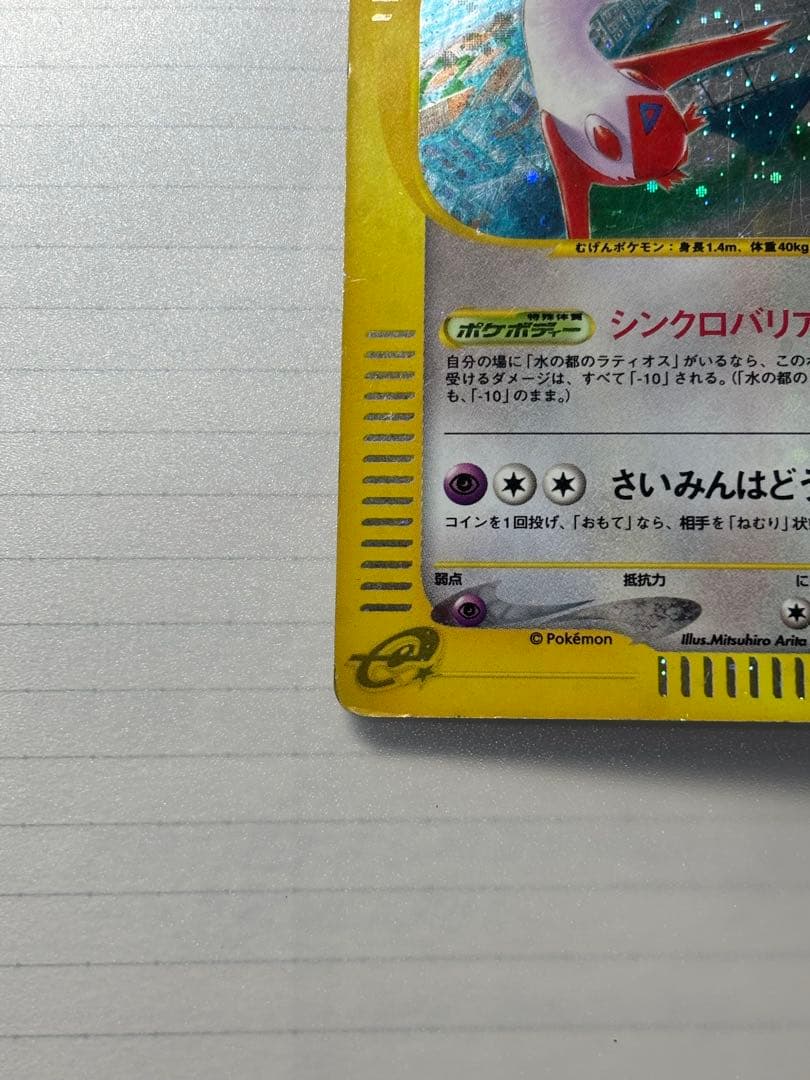 むげんポケモン：身長1.4m、体重40kg
特殊体質
ポケボディー
シンクロバリア
自分の場に「水の都のラティオス」がいるなら、この
受けるダメージは、すべて「-10」される。（「水の都の
も、「-10」のまま。）
さいみんはどう
コインを1回投げ、「おもて」なら、相手を「ねむり」状
弱点
抵抗力
に
© Pokémon
Illus.Mitsuhiro Arita
e